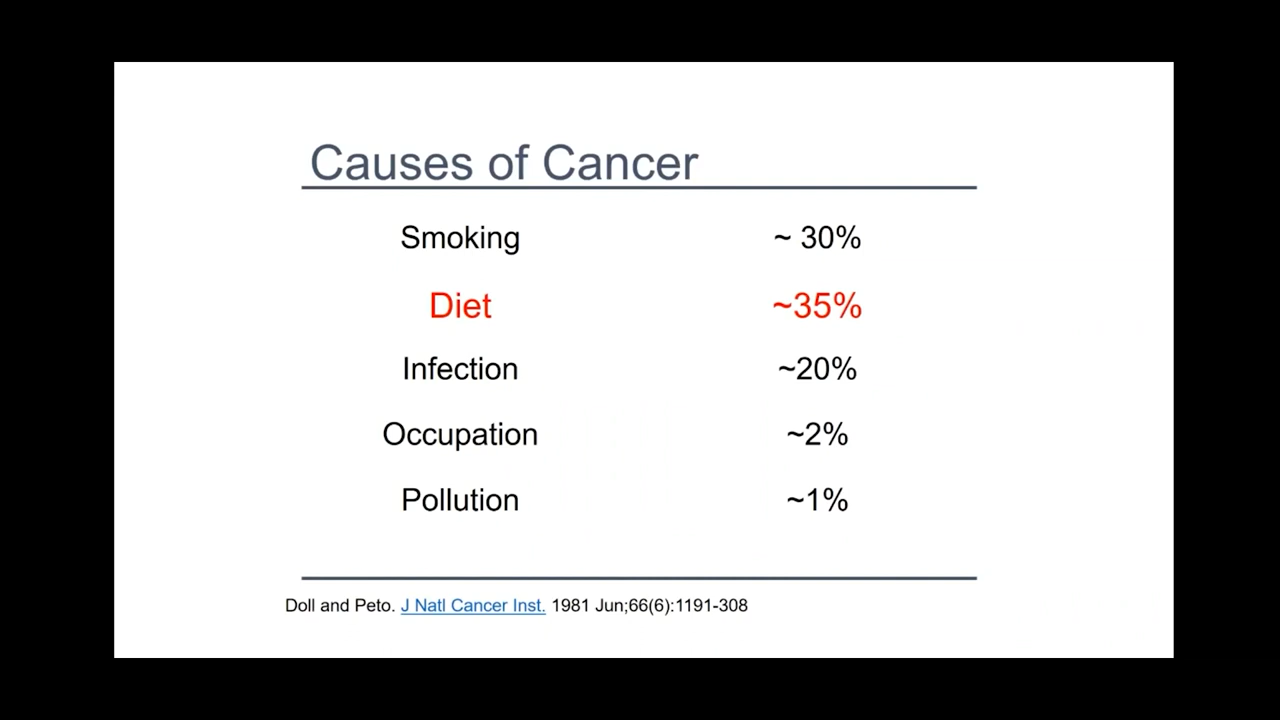 Causes of Cancer
Smoking ~ 30%
Diet ~35%
Infection ~20%
Occupation ~2%
Pollution ~1%
Doll and Peto. J Natl Cancer Inst. 1981 Jun;66(6):1191-308